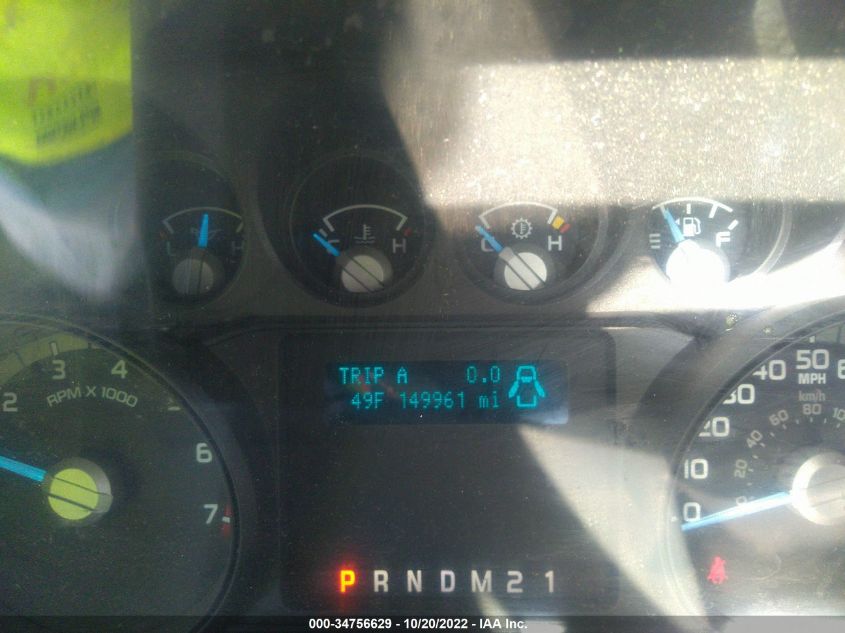 L H
C H
C H
E F
2 3 4 6 7
RPM X 1000
TRIP A 0.0
49F 149961 mi
0 10 20 30 40 50
MPH
km/h
0 20 40 60 80
P R N D M 2 1
000-34756629 - 10/20/2022 - IAA Inc.